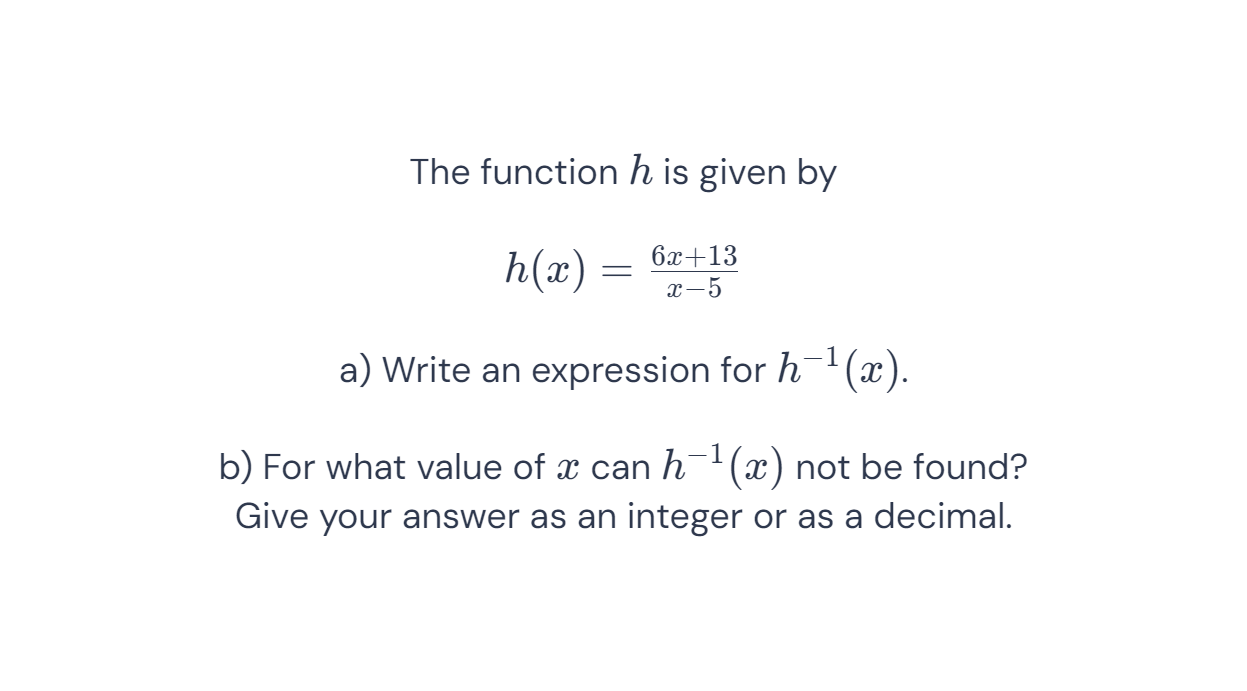 The function h is given by
h(x) = \frac{6x+13}{x-5}
a) Write an expression for h^{-1}(x).
b) For what value of x can h^{-1}(x) not be found?
Give your answer as an integer or as a decimal.